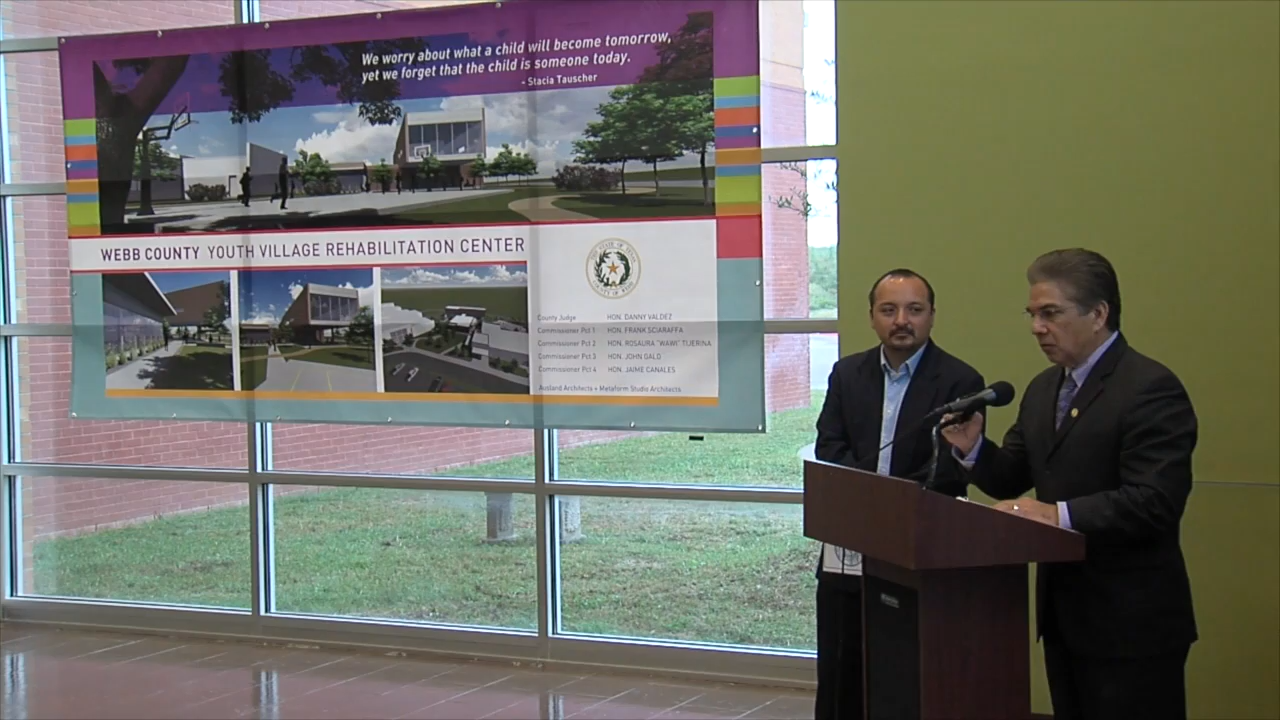 We worry about what a child will become tomorrow,
yet we forget that the child is someone today.
- Stacia Tauscher
WEBB COUNTY YOUTH VILLAGE REHABILITATION CENTER
County Judge HON. DANNY VALDEZ
Commissioner Pct 1 HON. FRANK SCIARAFFA
Commissioner Pct 2 HON. ROSAURA "WAWI" TIJERINA
Commissioner Pct 3 HON. JOHN GALO
Commissioner Pct 4 HON. JAIME CANALES
Architects + Metaform Studio Architects